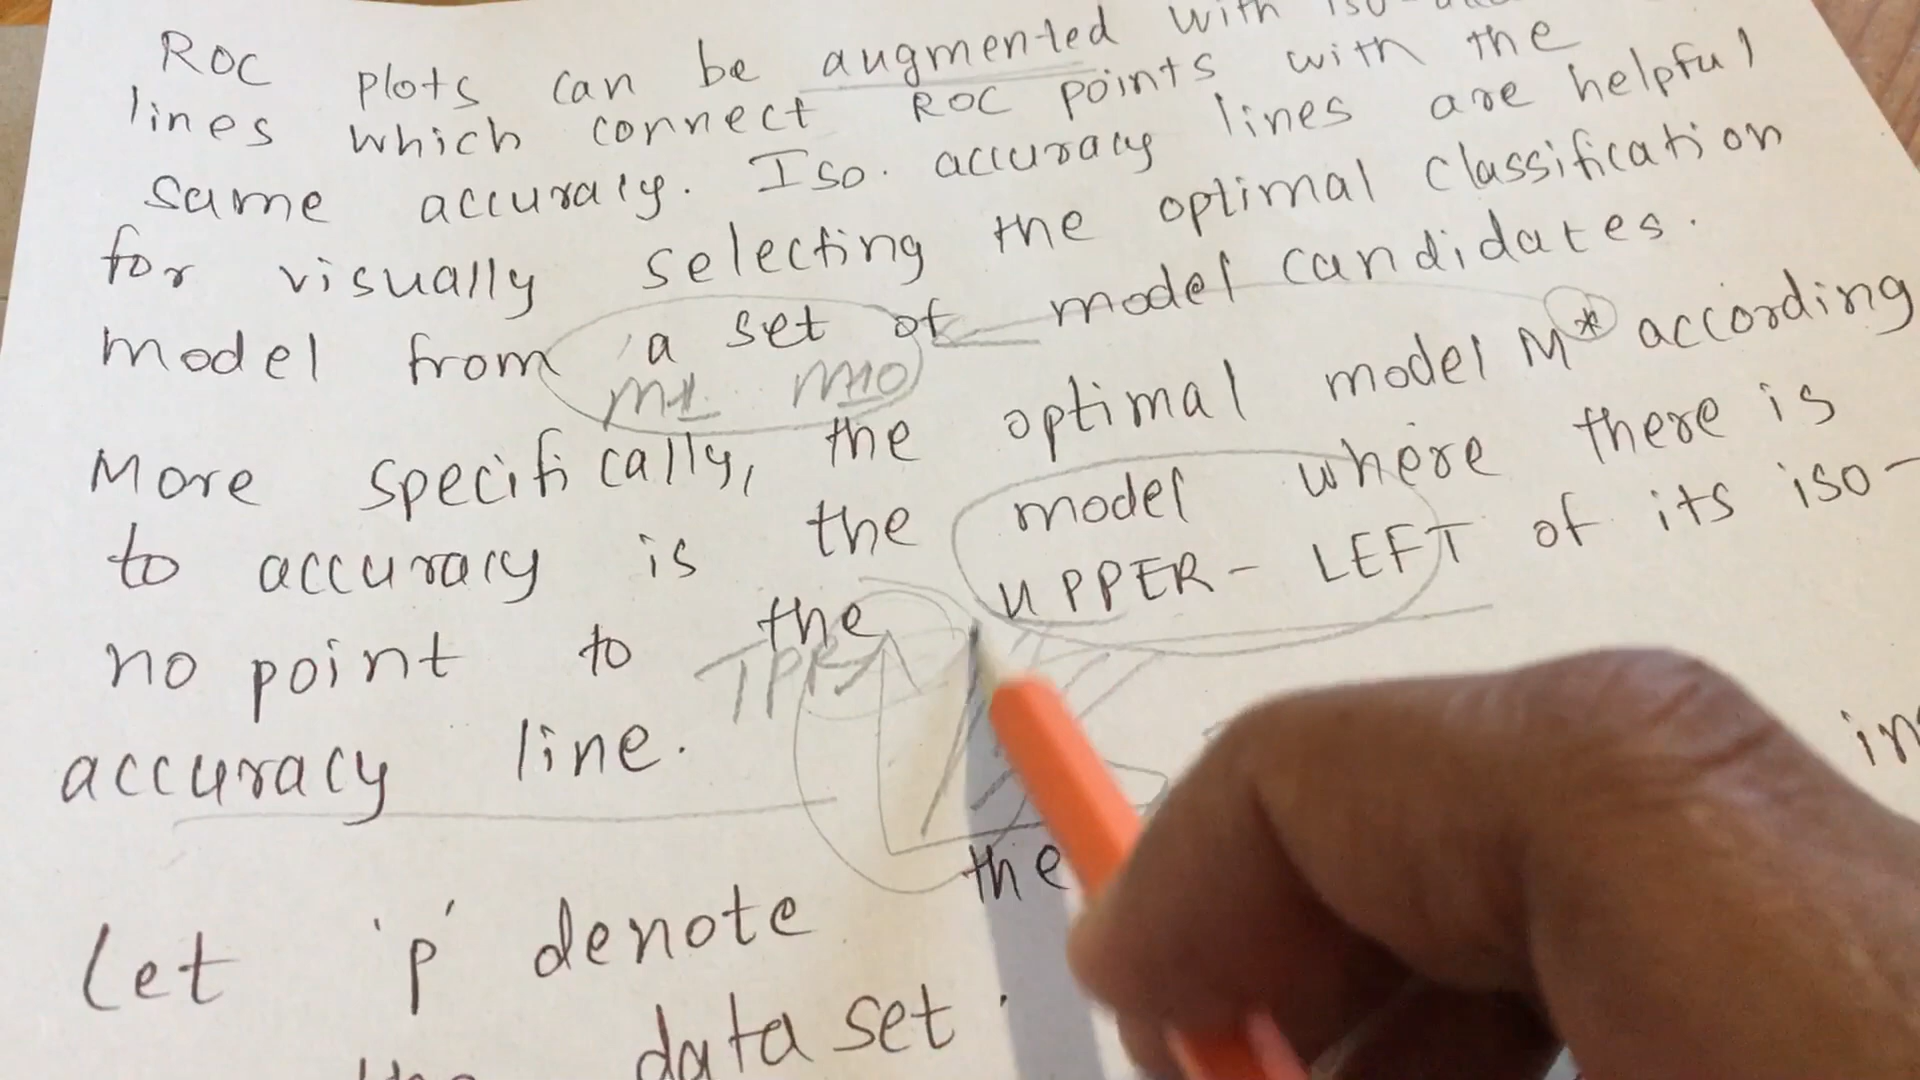 ROC plots can be augmented with
lines which connect ROC points with the
same accuracy. Iso. accuracy lines are helpful
for visually selecting the optimal classification
model from a set of model candidates.
M1 M10
More specifically, the optimal model M* according
to accuracy is the model where there is
no point to the UPPER-LEFT of its iso-
TPR
accuracy line.
in
the
Let 'p' denote
dataset.